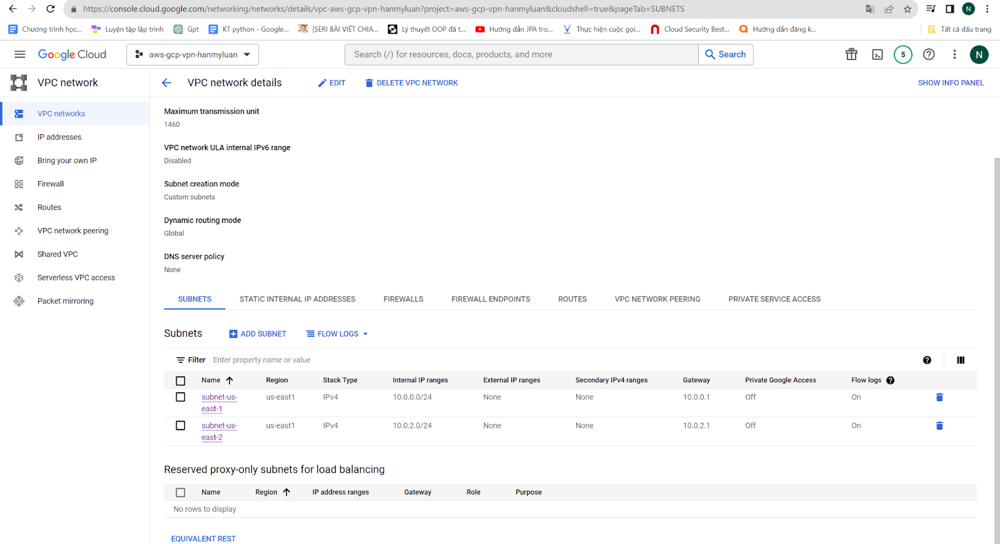 https://console.cloud.google.com/networking/networks/details/vpc-aws-gcp-vpn-hanmyluan?project=aws-gcp-vpn-hanmyluan&cloudshell=true&pageTab=SUBNETS
N
Chương trình học...
Luyện tập lập trình
Gpt
KT python - Google...
[SERI BÀI VIẾT CHIA...
Lý thuyết OOP đã t...
Hướng dẫn JPA tro...
Thực hiện cuộc gọi...
Cloud Security Best...
Hướng dẫn đăng k...
Tất cả dấu trang
Google Cloud
aws-gcp-vpn-hanmyluan
Search (/) for resources, docs, products, and more
Search
5
N
VPC network
VPC network details
EDIT
DELETE VPC NETWORK
SHOW INFO PANEL
VPC networks
IP addresses
Bring your own IP
Firewall
Routes
VPC network peering
Shared VPC
Serverless VPC access
Packet mirroring
Maximum transmission unit
1460
VPC network ULA internal IPv6 range
Disabled
Subnet creation mode
Custom subnets
Dynamic routing mode
Global
DNS server policy
None
SUBNETS STATIC INTERNAL IP ADDRESSES FIREWALLS FIREWALL ENDPOINTS ROUTES VPC NETWORK PEERING PRIVATE SERVICE ACCESS
Subnets ADD SUBNET FLOW LOGS
Filter Enter property name or value
Name Region Stack Type Internal IP ranges External IP ranges Secondary IPv4 ranges Gateway Private Google Access Flow logs
subnet-us- us-east1 IPv4 10.0.0.0/24 None None 10.0.0.1 Off On
east-1
subnet-us- us-east1 IPv4 10.0.2.0/24 None None 10.0.2.1 Off On
east-2
Reserved proxy-only subnets for load balancing
Name Region IP address ranges Gateway Role Purpose
No rows to display
EQUIVALENT REST